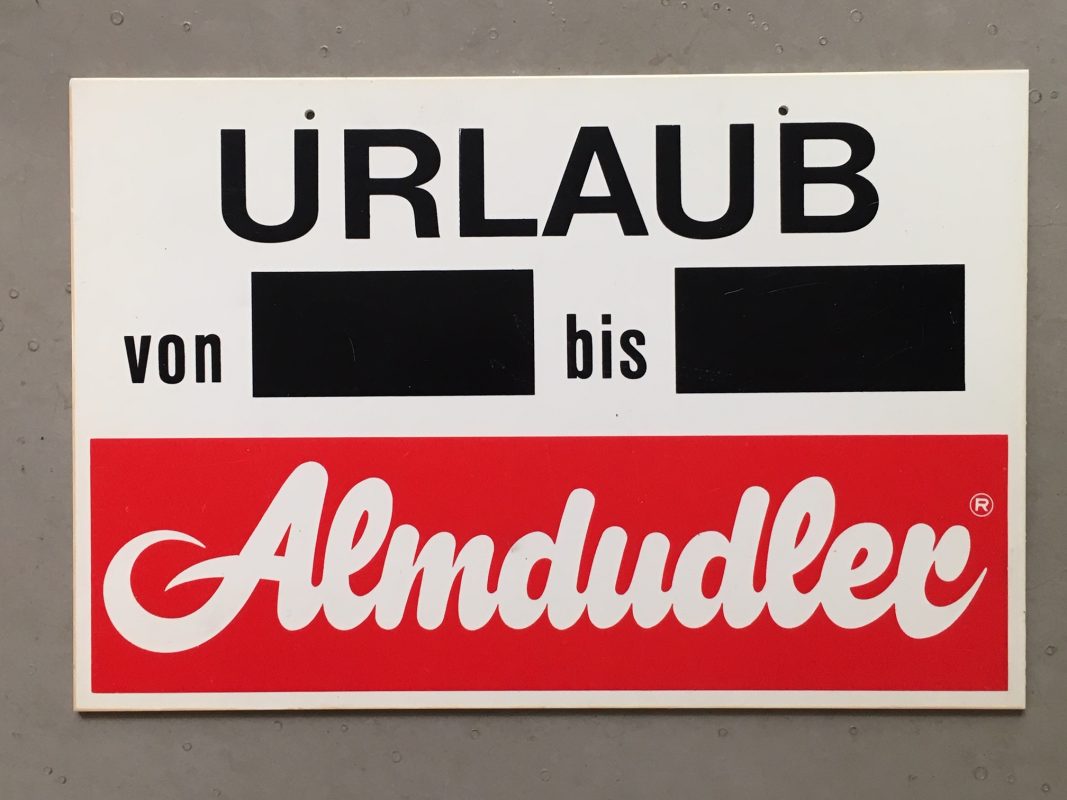 URLAUB
von bis
Almdudler ®